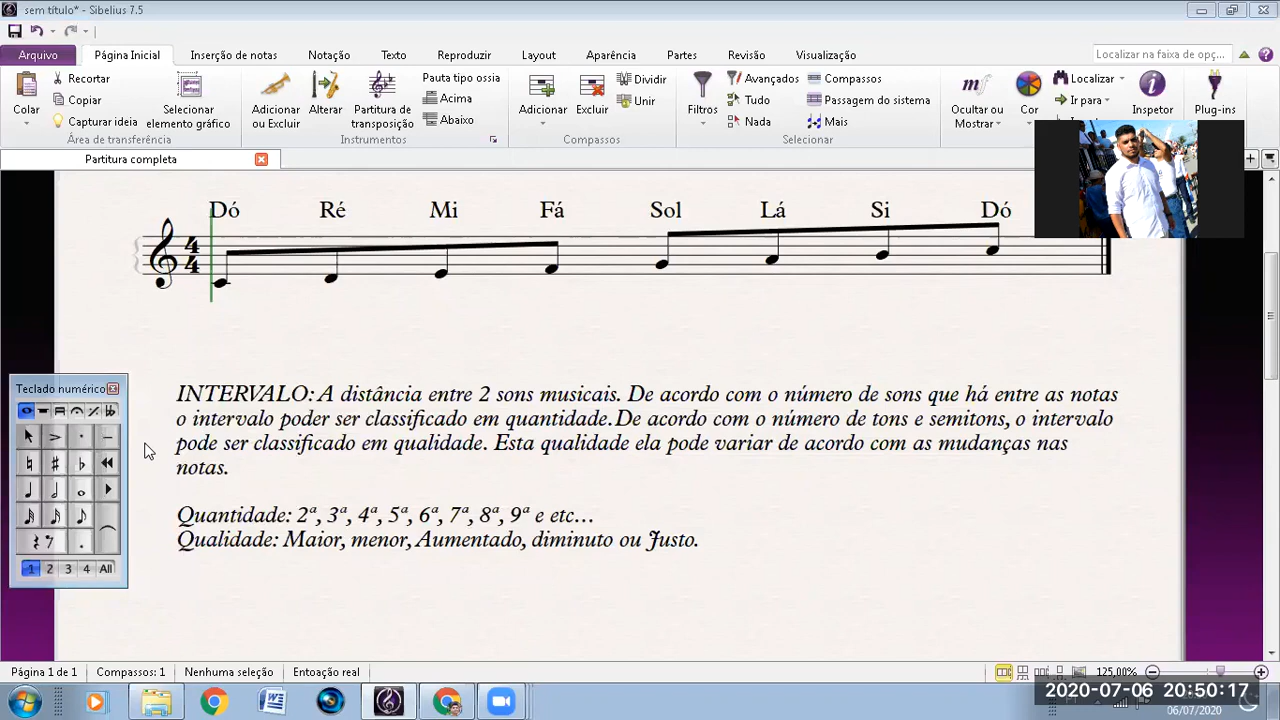 sem título* - Sibelius 7.5
Arquivo Página Inicial Inserção de notas Notação Texto Reproduzir Layout Aparência Partes Revisão Visualização Localizar na faixa de opç...
Recortar
Copiar
Capturar ideia
Colar
Selecionar elemento gráfico
Área de transferência
Adicionar ou Excluir
Alterar
Partitura de transposição
Pauta tipo ossia
Acima
Abaixo
Instrumentos
Adicionar
Excluir
Dividir
Unir
Compassos
Filtros
Avançados
Tudo
Nada
Compassos
Passagem do sistema
Mais
Selecionar
Ocultar ou Mostrar
Cor
Localizar
Ir para
Inspetor
Plug-ins
Partitura completa
Dó Ré Mi Fá Sol Lá Si Dó
4
4
INTERVALO: A distância entre 2 sons musicais. De acordo com o número de sons que há entre as notas
o intervalo poder ser classificado em quantidade.De acordo com o número de tons e semitons, o intervalo
pode ser classificado em qualidade. Esta qualidade ela pode variar de acordo com as mudanças nas
notas.
Quantidade: 2ª, 3ª, 4ª, 5ª, 6ª, 7ª, 8ª, 9ª e etc...
Qualidade: Maior, menor, Aumentado, diminuto ou Justo.
Teclado numérico
1 2 3 4 All
Página 1 de 1 Compassos: 1 Nenhuma seleção Entoação real 125,00%
2020-07-06 20:50:17
06/07/2020